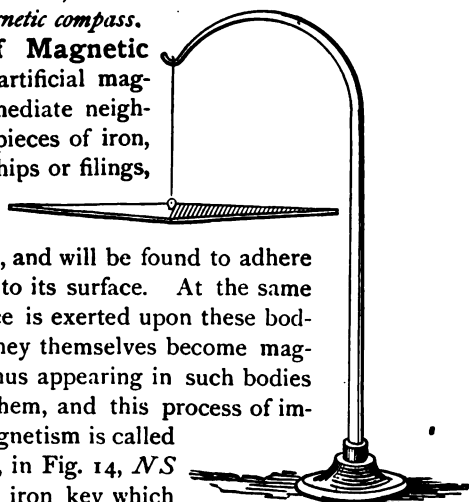 netic compass.
f Magnetic
artificial mag-
mediate neigh-
pieces of iron,
hips or filings,
, and will be found to adhere
to its surface. At the same
ce is exerted upon these bod-
hey themselves become mag-
hus appearing in such bodies
hem, and this process of im-
gnetism is called
, in Fig. 14, NS
iron key which